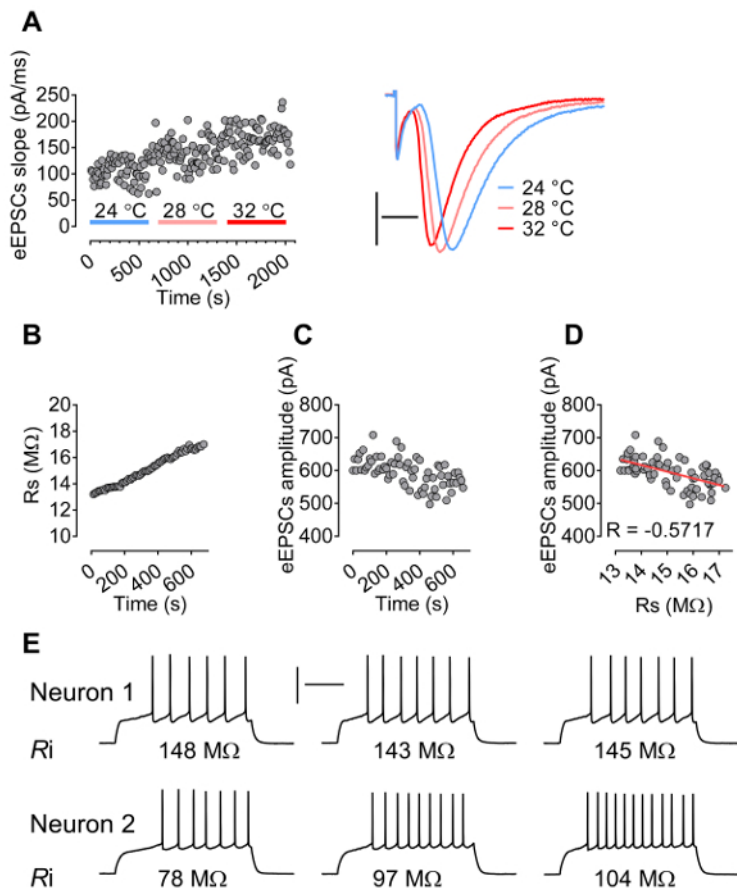 A
eEPSCs slope (pA/ms)
250
200
150
100
50
0
24 °C 28 °C 32 °C
0 500 1000 1500 2000
Time (s)
24 °C
28 °C
32 °C
B
Rs (MΩ)
20
18
16
14
12
10
0 200 400 600
Time (s)
C
eEPSCs amplitude (pA)
800
700
600
500
400
0 200 400 600
Time (s)
D
eEPSCs amplitude (pA)
800
700
600
500
400
R = -0.5717
13 14 15 16 17
Rs (MΩ)
E
Neuron 1
Ri 148 MΩ 143 MΩ 145 MΩ
Neuron 2
Ri 78 MΩ 97 MΩ 104 MΩ